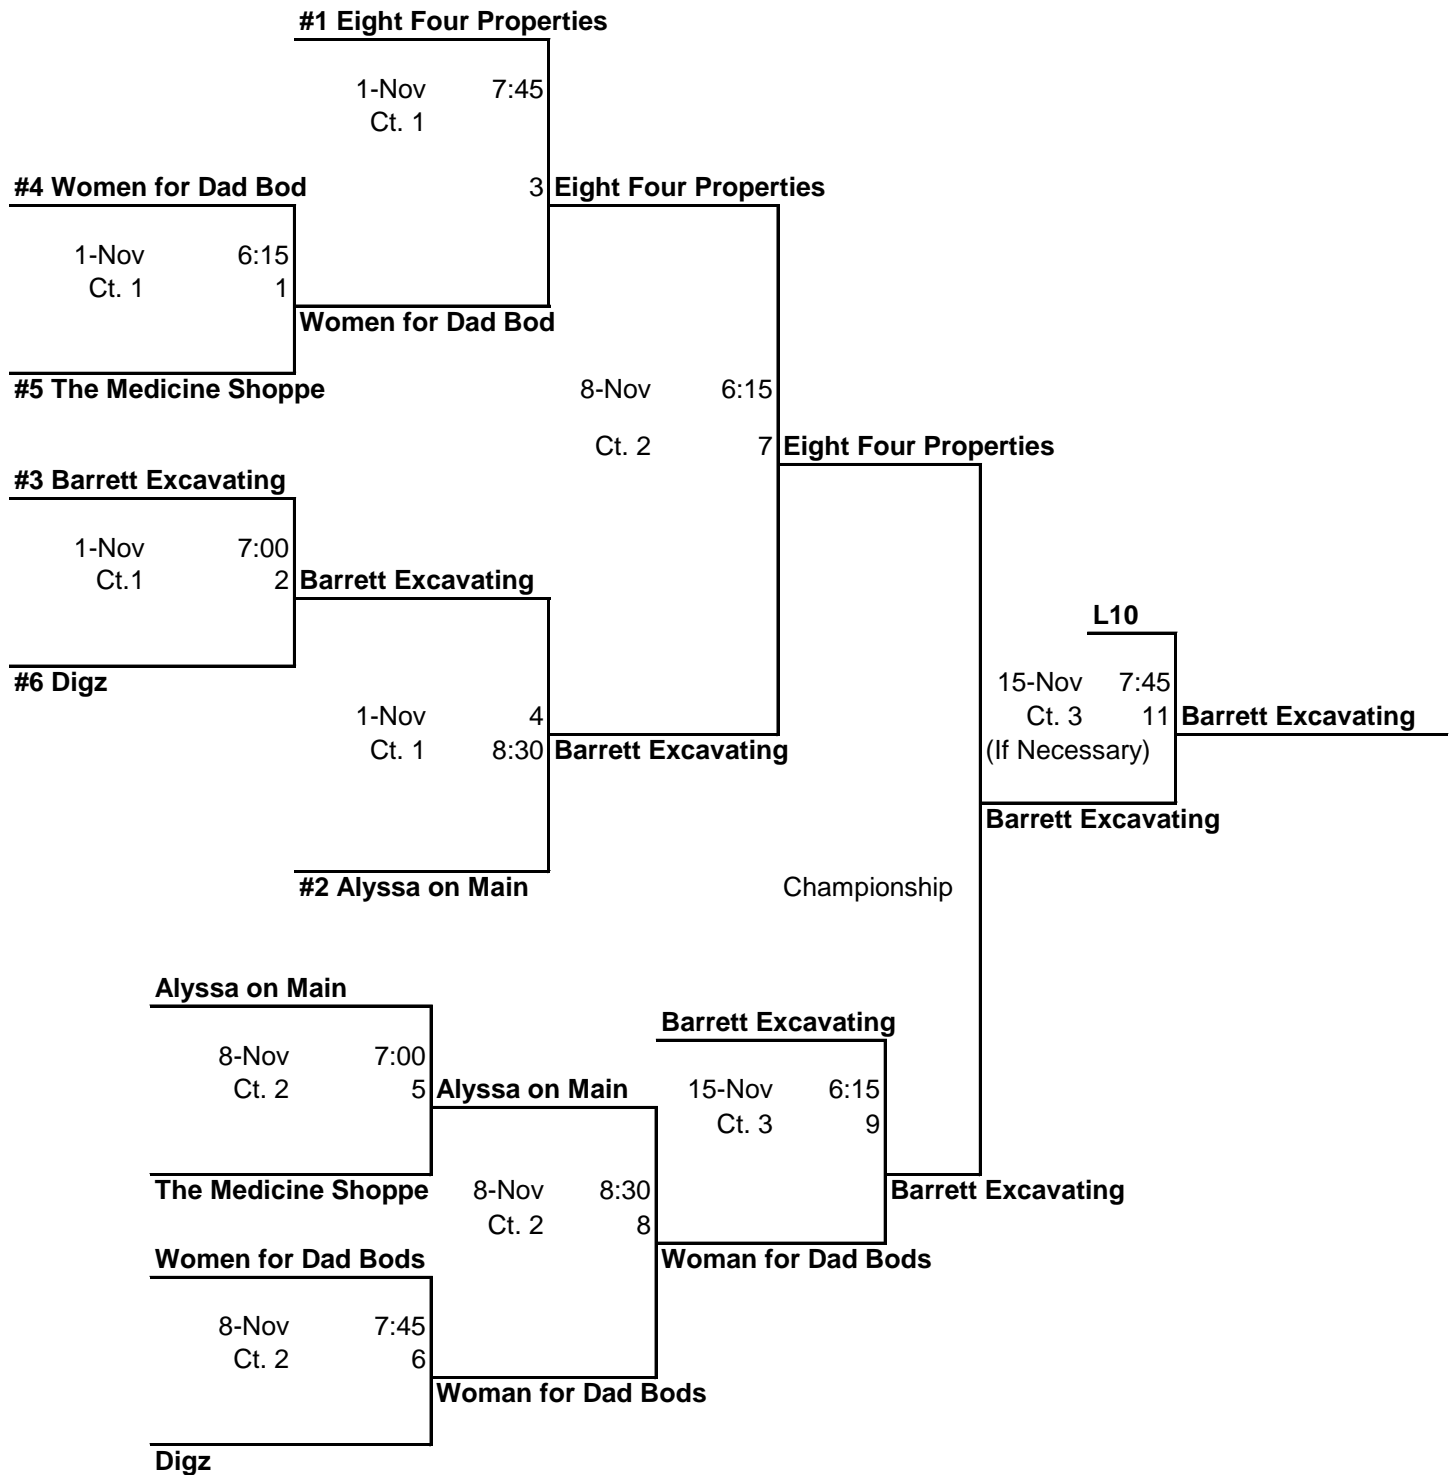 #1 Eight Four Properties
1-Nov 7:45
Ct. 1
#4 Women for Dad Bod
3 Eight Four Properties
1-Nov 6:15
Ct. 1 1
Women for Dad Bod
#5 The Medicine Shoppe
8-Nov 6:15
Ct. 2 7 Eight Four Properties
#3 Barrett Excavating
1-Nov 7:00
Ct.1 2 Barrett Excavating
L10
#6 Digz
15-Nov 7:45
1-Nov 4
Ct. 3 11 Barrett Excavating
Ct. 1 8:30 Barrett Excavating
(If Necessary)
Barrett Excavating
#2 Alyssa on Main
Championship
Alyssa on Main
Barrett Excavating
8-Nov 7:00
Ct. 2 5 Alyssa on Main
15-Nov 6:15
Ct. 3 9
The Medicine Shoppe
8-Nov 8:30
Barrett Excavating
Ct. 2 8
Women for Dad Bods
Woman for Dad Bods
8-Nov 7:45
Ct. 2 6
Woman for Dad Bods
Digz